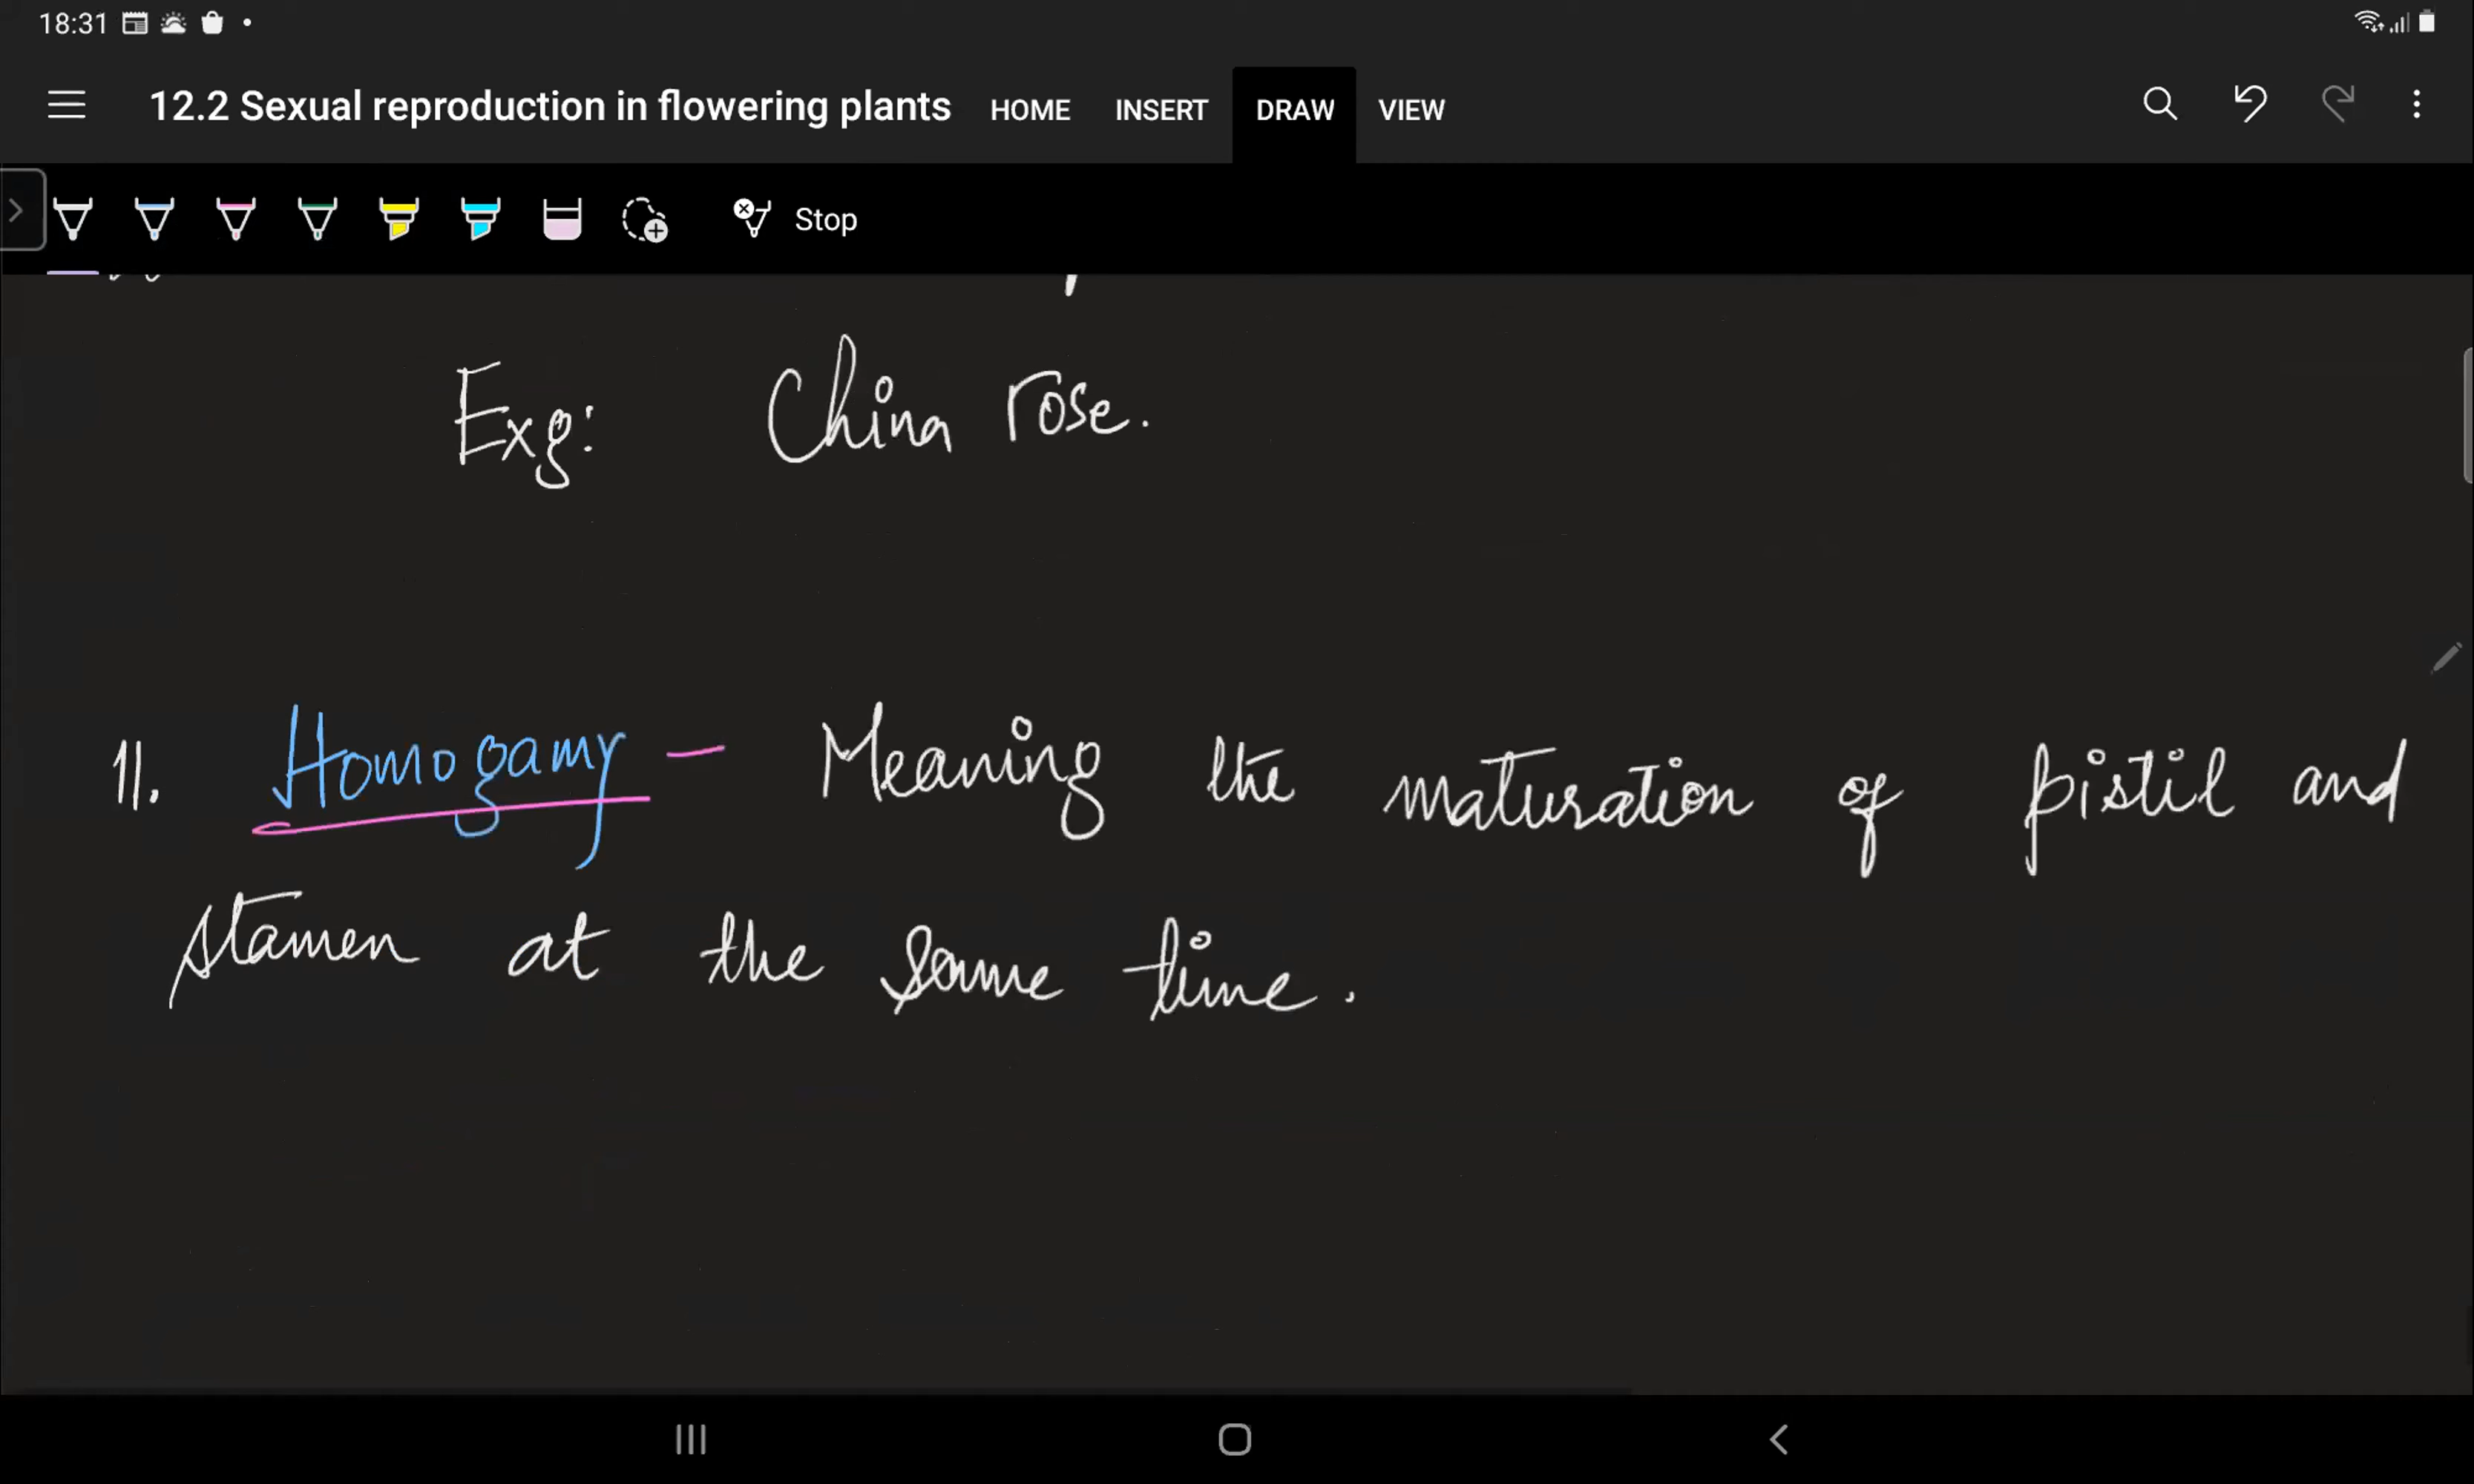 18:31
12.2 Sexual reproduction in flowering plants HOME INSERT DRAW VIEW
Stop
Exg: China rose.
11. Homogamy - Meaning the maturation of pistil and
stamen at the same time.